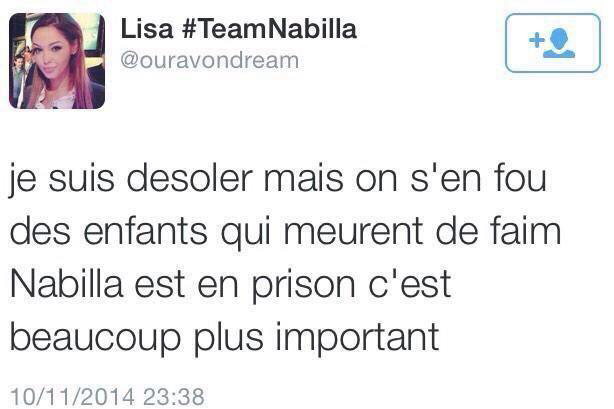 Lisa #TeamNabilla
@ouravondream
je suis desoler mais on s'en fou
des enfants qui meurent de faim
Nabilla est en prison c'est
beaucoup plus important
10/11/2014 23:38